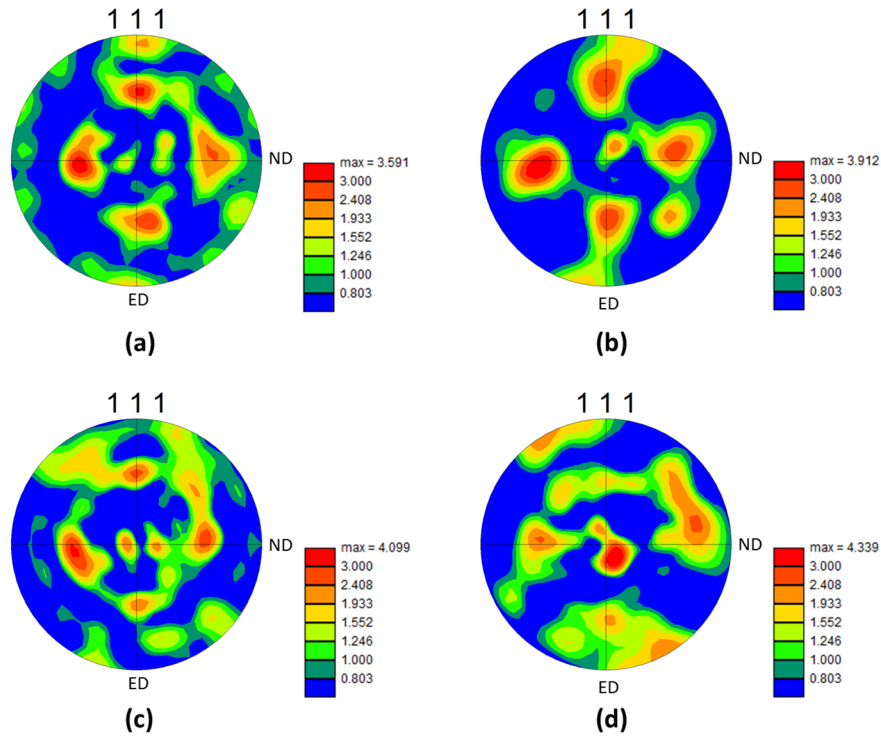 1 1 1
ND
max = 3.591
3.000
2.408
1.933
1.552
1.246
1.000
0.803
ED
(a)
1 1 1
ND
max = 3.912
3.000
2.408
1.933
1.552
1.246
1.000
0.803
ED
(b)
1 1 1
ND
max = 4.099
3.000
2.408
1.933
1.552
1.246
1.000
0.803
ED
(c)
1 1 1
ND
max = 4.339
3.000
2.408
1.933
1.552
1.246
1.000
0.803
ED
(d)